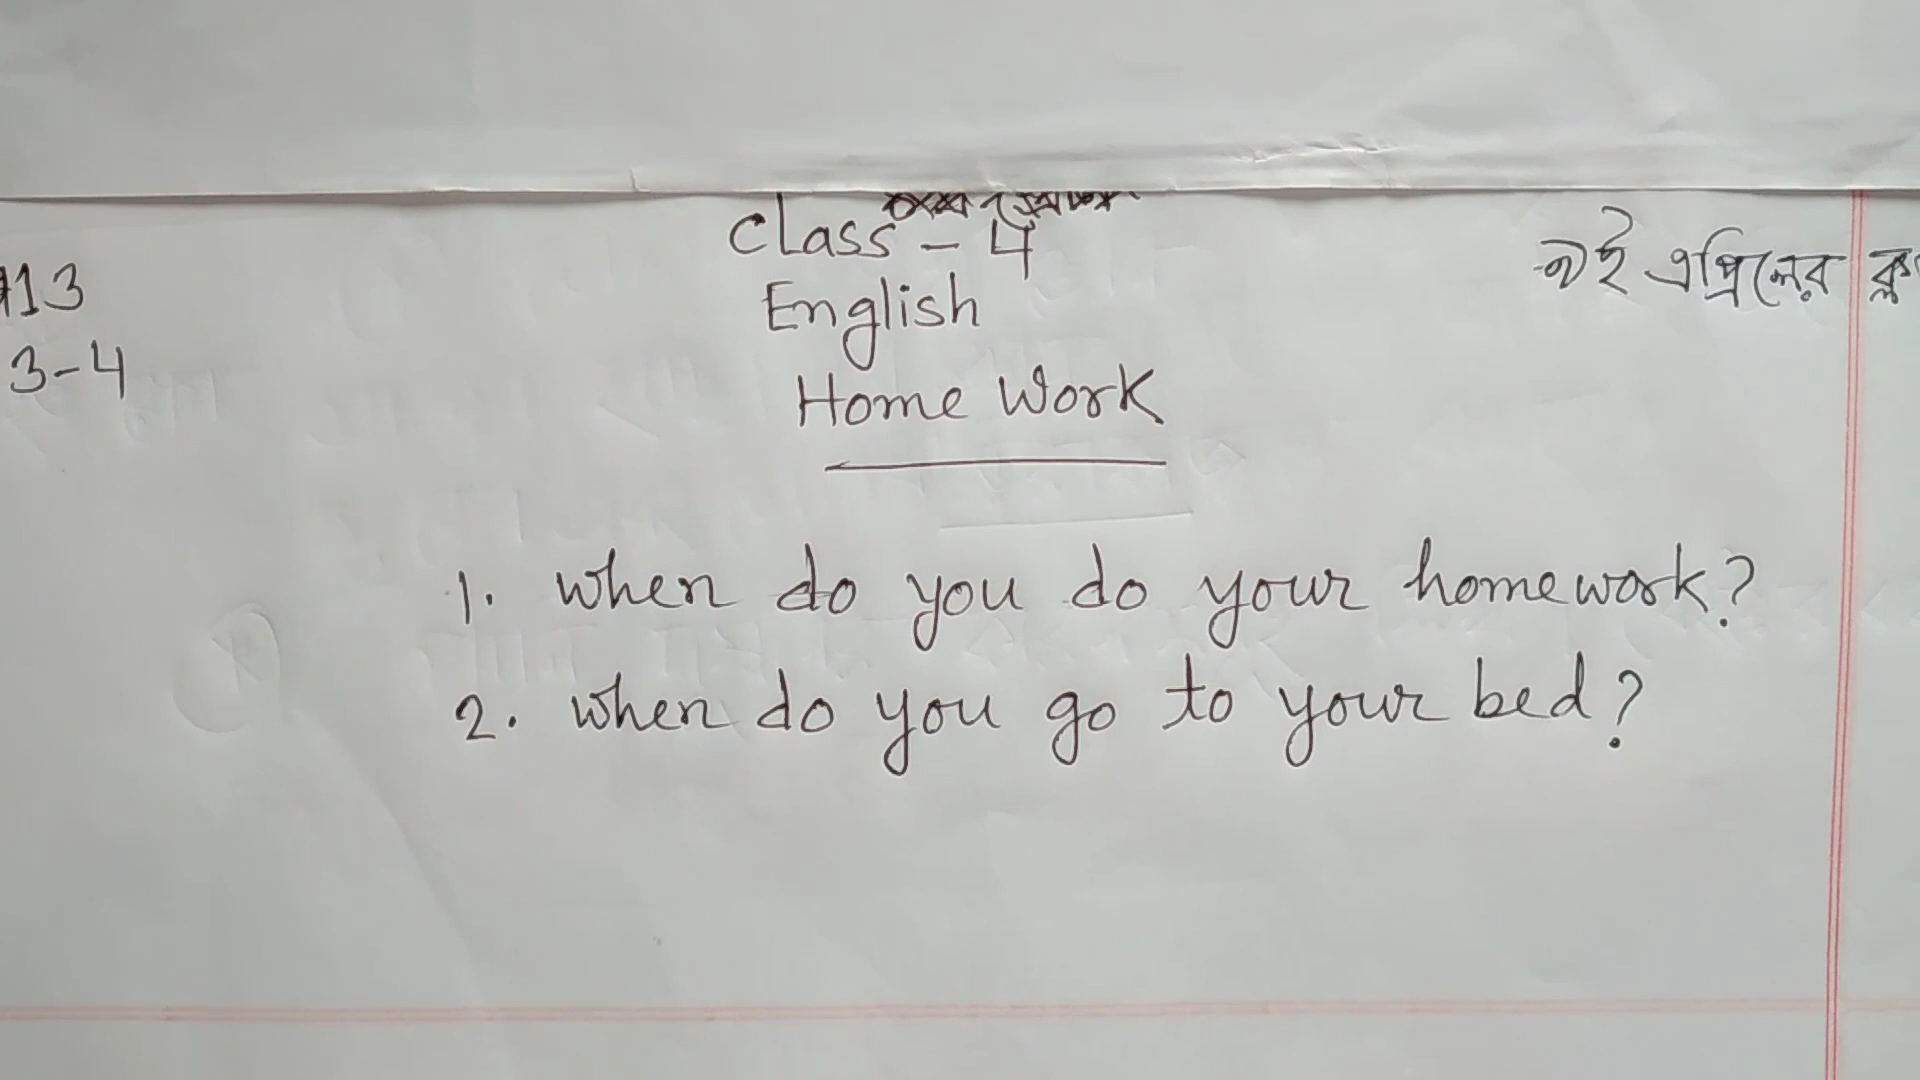 Class - 4
English
Home Work
13
3-4
ই এপ্রিলের
1. when do you do your homework?
2. when do you go to your bed?